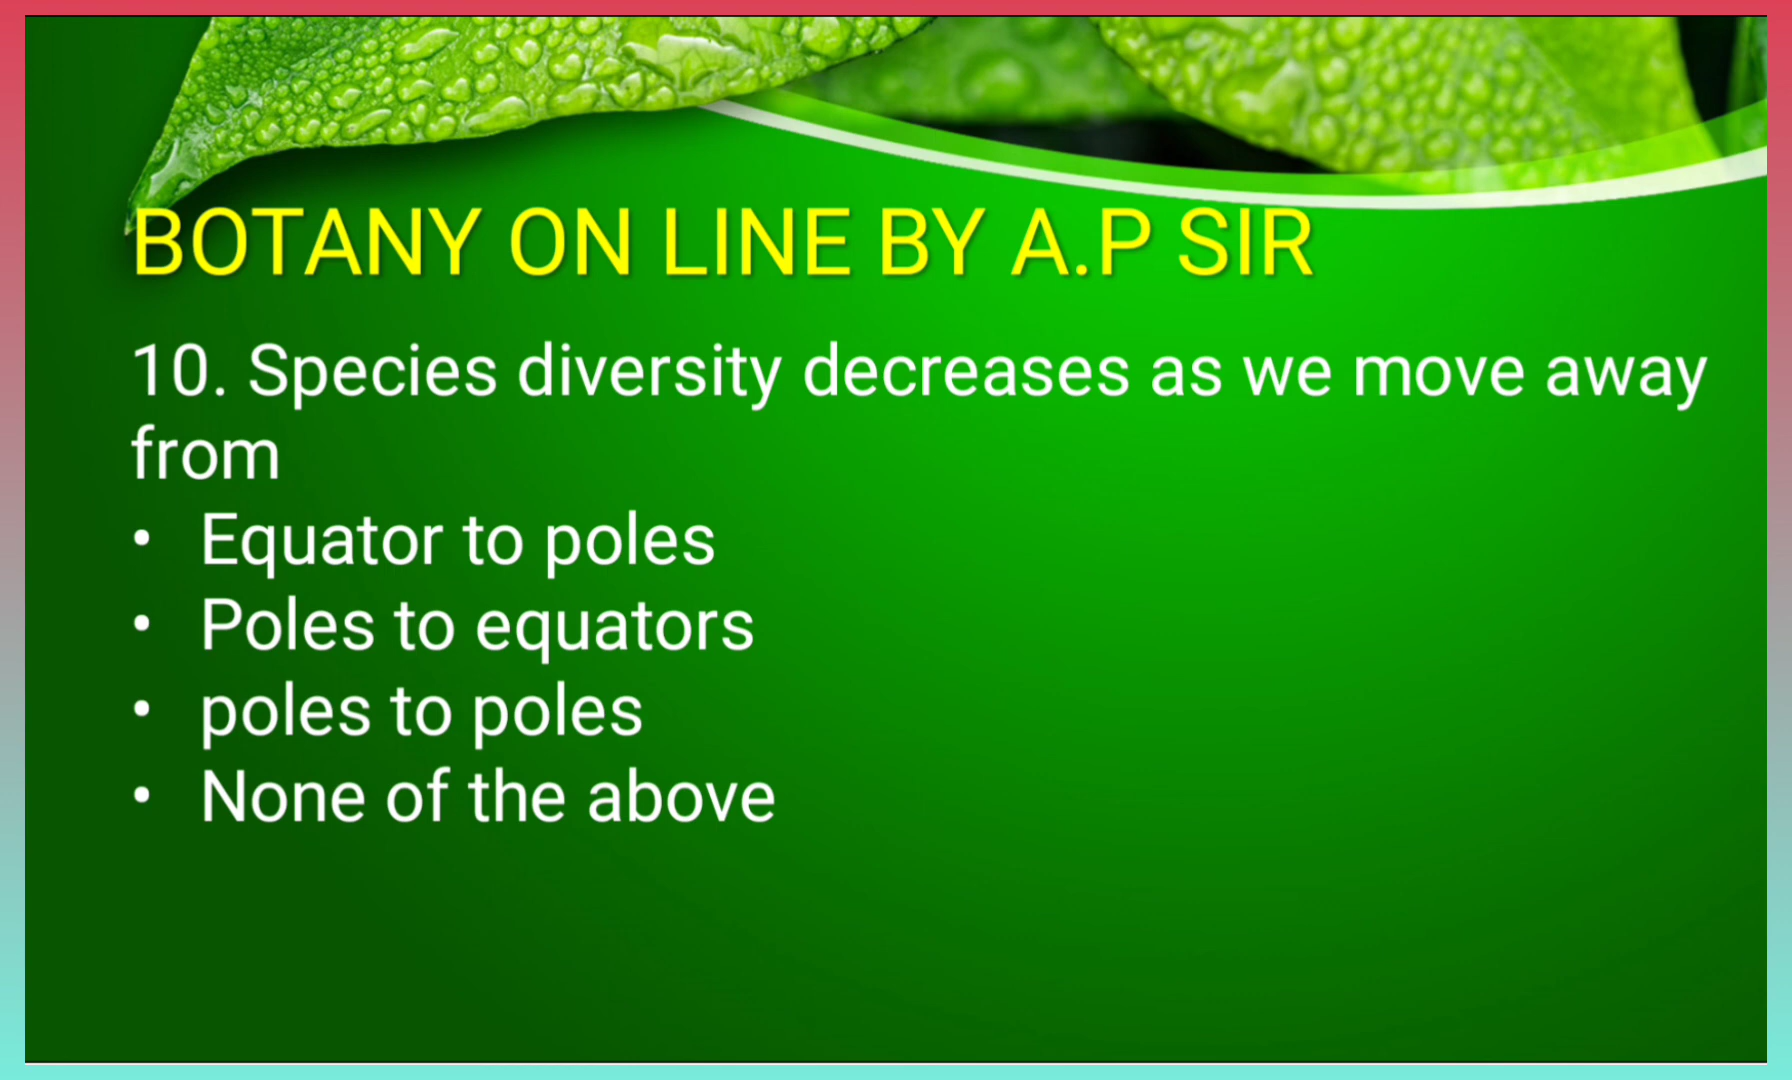 BOTANY ON LINE BY A.P SIR
10. Species diversity decreases as we move away
from
• Equator to poles
• Poles to equators
• poles to poles
• None of the above